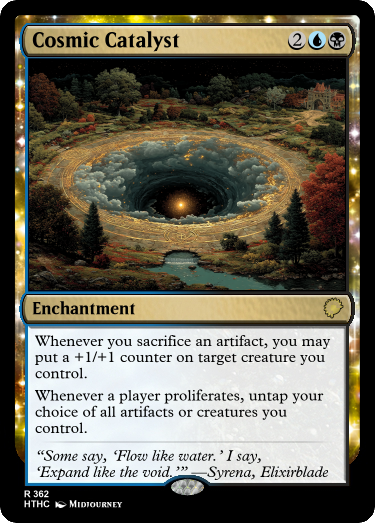 Cosmic Catalyst 2
Enchantment
Whenever you sacrifice an artifact, you may
put a +1/+1 counter on target creature you
control.
Whenever a player proliferates, untap your
choice of all artifacts or creatures you
control.
“Some say, ‘Flow like water.’ I say,
‘Expand like the void.’” —Syrena, Elixirblade
R 362
HTHC Midjourney